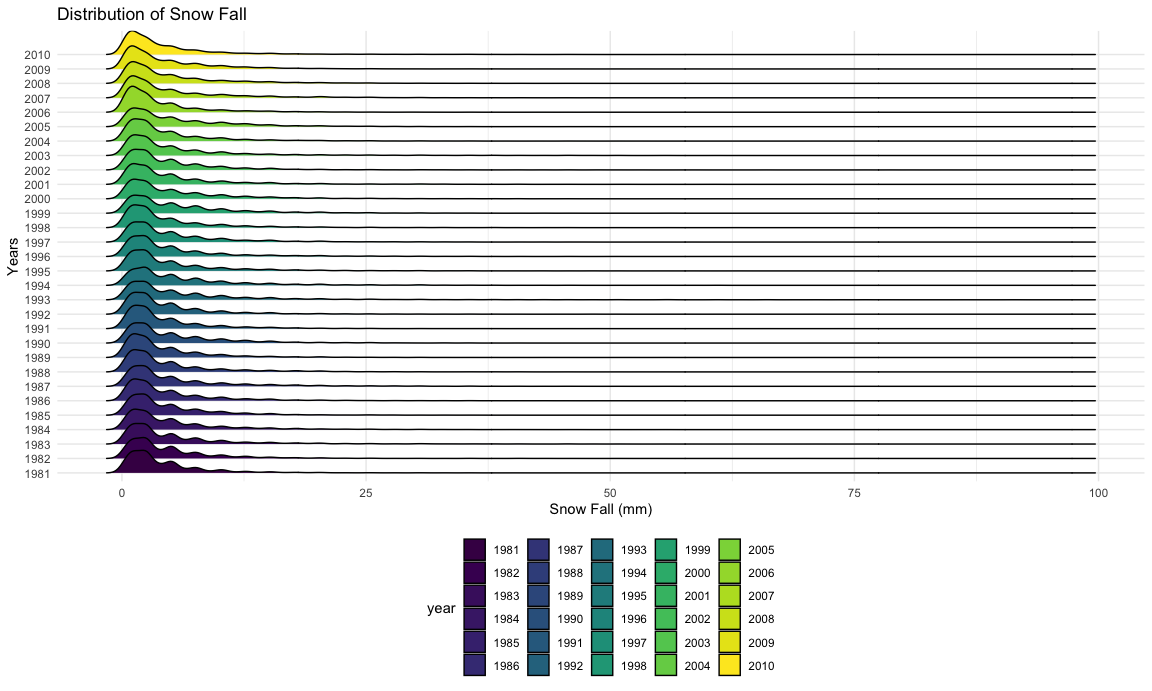 Distribution of Snow Fall
2010
2009
2008
2007
2006
2005
2004
2003
2002
2001
2000
1999
1998
1997
1996
1995
1994
1993
1992
1991
1990
1989
1988
1987
1986
1985
1984
1983
1982
1981
Years
0 25 50 75 100
Snow Fall (mm)
year
1981 1987 1993 1999 2005
1982 1988 1994 2000 2006
1983 1989 1995 2001 2007
1984 1990 1996 2002 2008
1985 1991 1997 2003 2009
1986 1992 1998 2004 2010